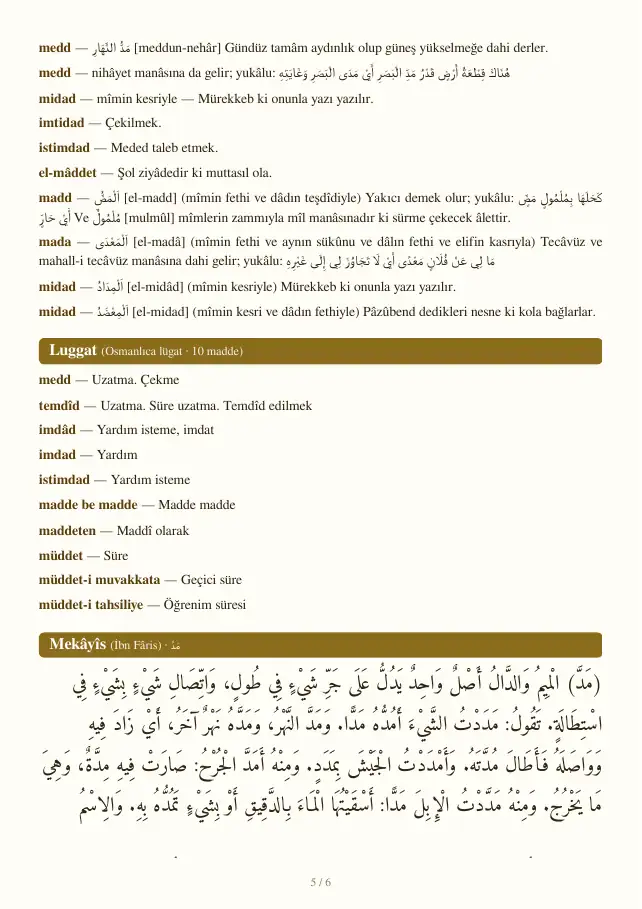 medd — مَدُّ النَّهَارِ [meddun-nehâr] Gündüz tamâm aydınlık olup güneş yükselmeğe dahi derler.
medd — nihâyet manâsına da gelir; yukâlu: هُنَاكَ قِطْعَةُ أَرْضٍ قَدْرُ مَدِّ الْبَصَرِ أَيْ مَدَى الْبَصَرِ وَغَايَتِهِ
midad — mîmin kesriyle — Mürekkeb ki onunla yazı yazılır.
imtidad — Çekilmek.
istimdad — Meded taleb etmek.
el-mâddet — Şol ziyâdedir ki muttasıl ola.
madd — اَلْمَضُّ [el-madd] (mîmin fethi ve dâdın teşdîdiyle) Yakıcı demek olur; yukâlu: كَحَلَهَا بِمُلْمُولٍ مَضٍّ
أَيْ حَارٍّ Ve مُلْمُولٌ [mulmûl] mîmlerin zammıyla mîl manâsınadır ki sürme çekecek âlettir.
mada — اَلْمَعْدَى [el-madâ] (mîmin fethi ve aynın sükûnu ve dâlın fethi ve elifin kasrıyla) Tecâvüz ve
mahall-i tecâvüz manâsına dahi gelir; yukâlu: مَا لِي عَنْ فُلَانٍ مَعْدًى أَيْ لَا تَجَاوُزَ لِي إِلَى غَيْرِهِ
midad — اَلْمِدَادُ [el-midâd] (mîmin kesriyle) Mürekkeb ki onunla yazı yazılır.
midad — اَلْمِعْضَدُ [el-midad] (mîmin kesri ve dâdın fethiyle) Pâzûbend dedikleri nesne ki kola bağlarlar.
Luggat (Osmanlıca lügat · 10 madde)
medd — Uzatma. Çekme
temdîd — Uzatma. Süre uzatma. Temdîd edilmek
imdâd — Yardım isteme, imdat
imdad — Yardım
istimdad — Yardım isteme
madde be madde — Madde madde
maddeten — Maddî olarak
müddet — Süre
müddet-i muvakkata — Geçici süre
müddet-i tahsiliye — Öğrenim süresi
Mekâyîs (İbn Fâris) · مَدَّ
(مَدَّ) الْمِيمُ وَالدَّالُ أَصْلٌ وَاحِدٌ يَدُلُّ عَلَى جَرِّ شَيْءٍ فِي طُولٍ، وَاتِّصَالِ شَيْءٍ بِشَيْءٍ فِي
اسْتِطَالَةٍ. تَقُولُ: مَدَدْتُ الشَّيْءَ أَمُدُّهُ مَدًّا. وَمَدَّ النَّهْرُ، وَمَدَّهُ نَهْرٌ آخَرُ، أَيْ زَادَ فِيهِ
وَوَاصَلَهُ فَأَطَالَ مُدَّتَهُ. وَأَمْدَدْتُ الْجَيْشَ بِمَدَدٍ. وَمِنْهُ أَمَدَّ الْجُرْحُ: صَارَتْ فِيهِ مِدَّةٌ، وَهِيَ
مَا يَخْرُجُ. وَمِنْهُ مَدَّدْتُ الْإِبِلَ مَدًّا: أَسْقَيْتُهَا الْمَاءَ بِالدَّقِيقِ أَوْ بِشَيْءٍ تَمُدُّهُ بِهِ. وَالِاسْمُ
5 / 6